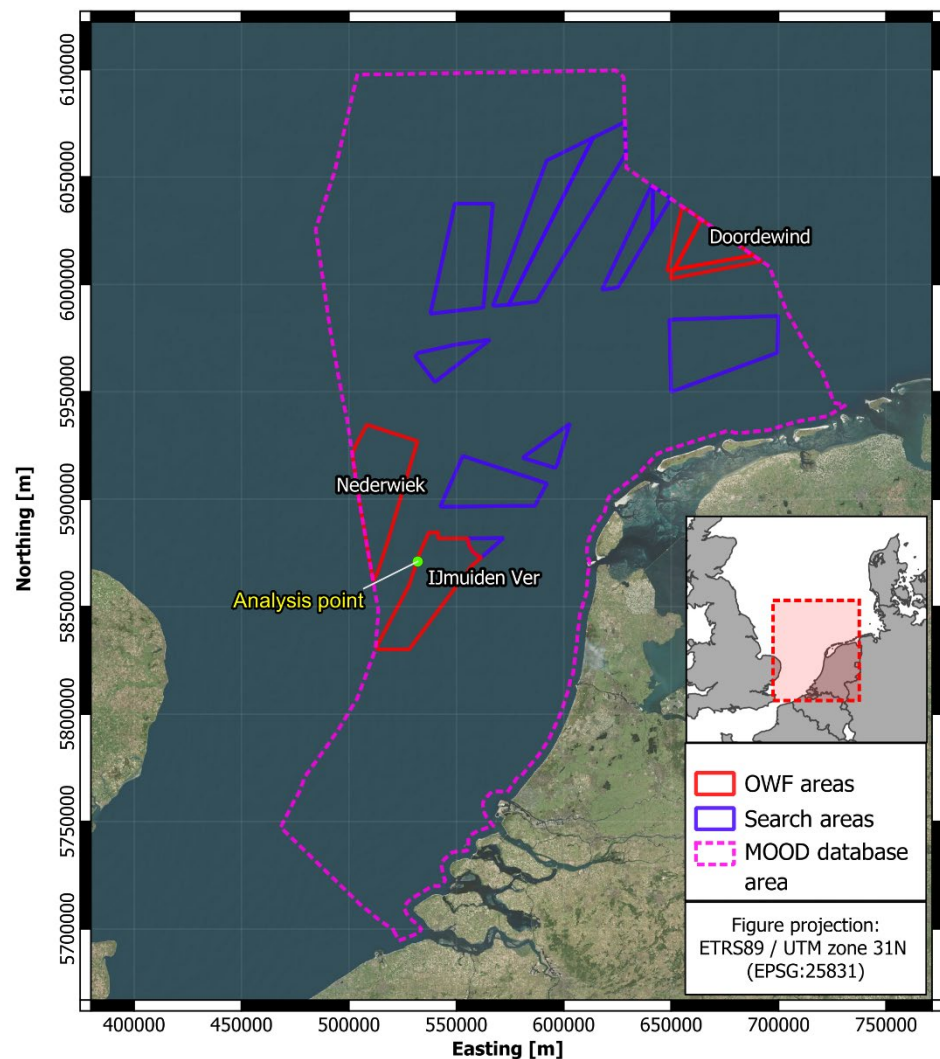 6100000
6050000
6000000
5950000
5900000
5850000
5800000
5750000
5700000
Northing [m]
Doordewind
Nederwiek
IJmuiden Ver
Analysis point
OWF areas
Search areas
MOOD database
area
Figure projection:
ETRS89 / UTM zone 31N
(EPSG:25831)
400000 450000 500000 550000 600000 650000 700000 750000
Easting [m]